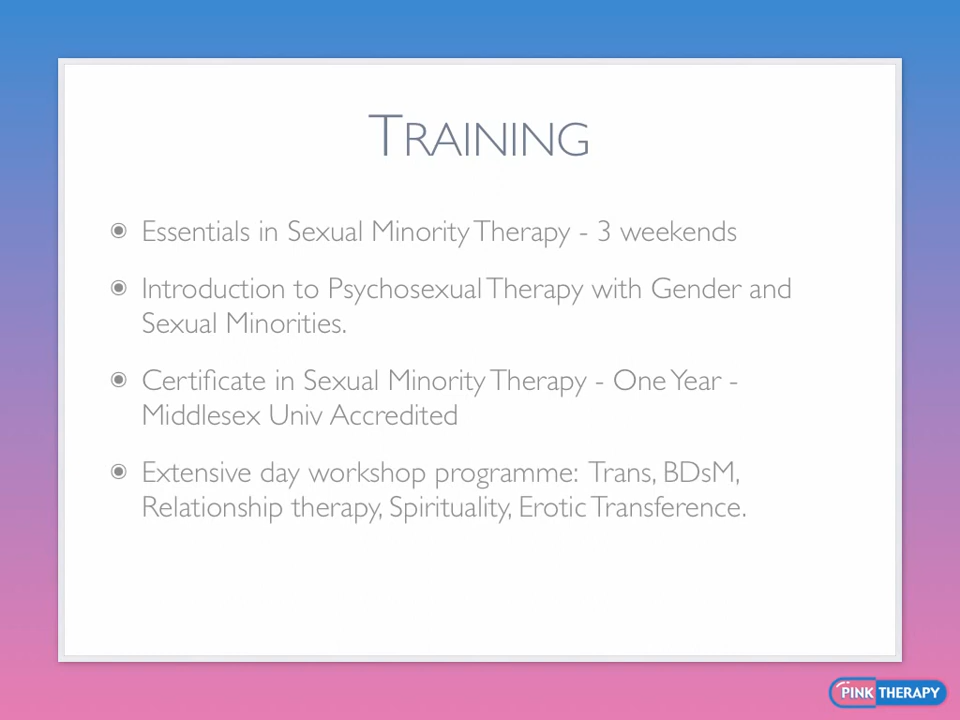 TRAINING
Essentials in Sexual Minority Therapy - 3 weekends
Introduction to Psychosexual Therapy with Gender and
Sexual Minorities.
Certificate in Sexual Minority Therapy - One Year -
Middlesex Univ Accredited
Extensive day workshop programme:  Trans, BDsM,
Relationship therapy, Spirituality, Erotic Transference.
PINK THERAPY